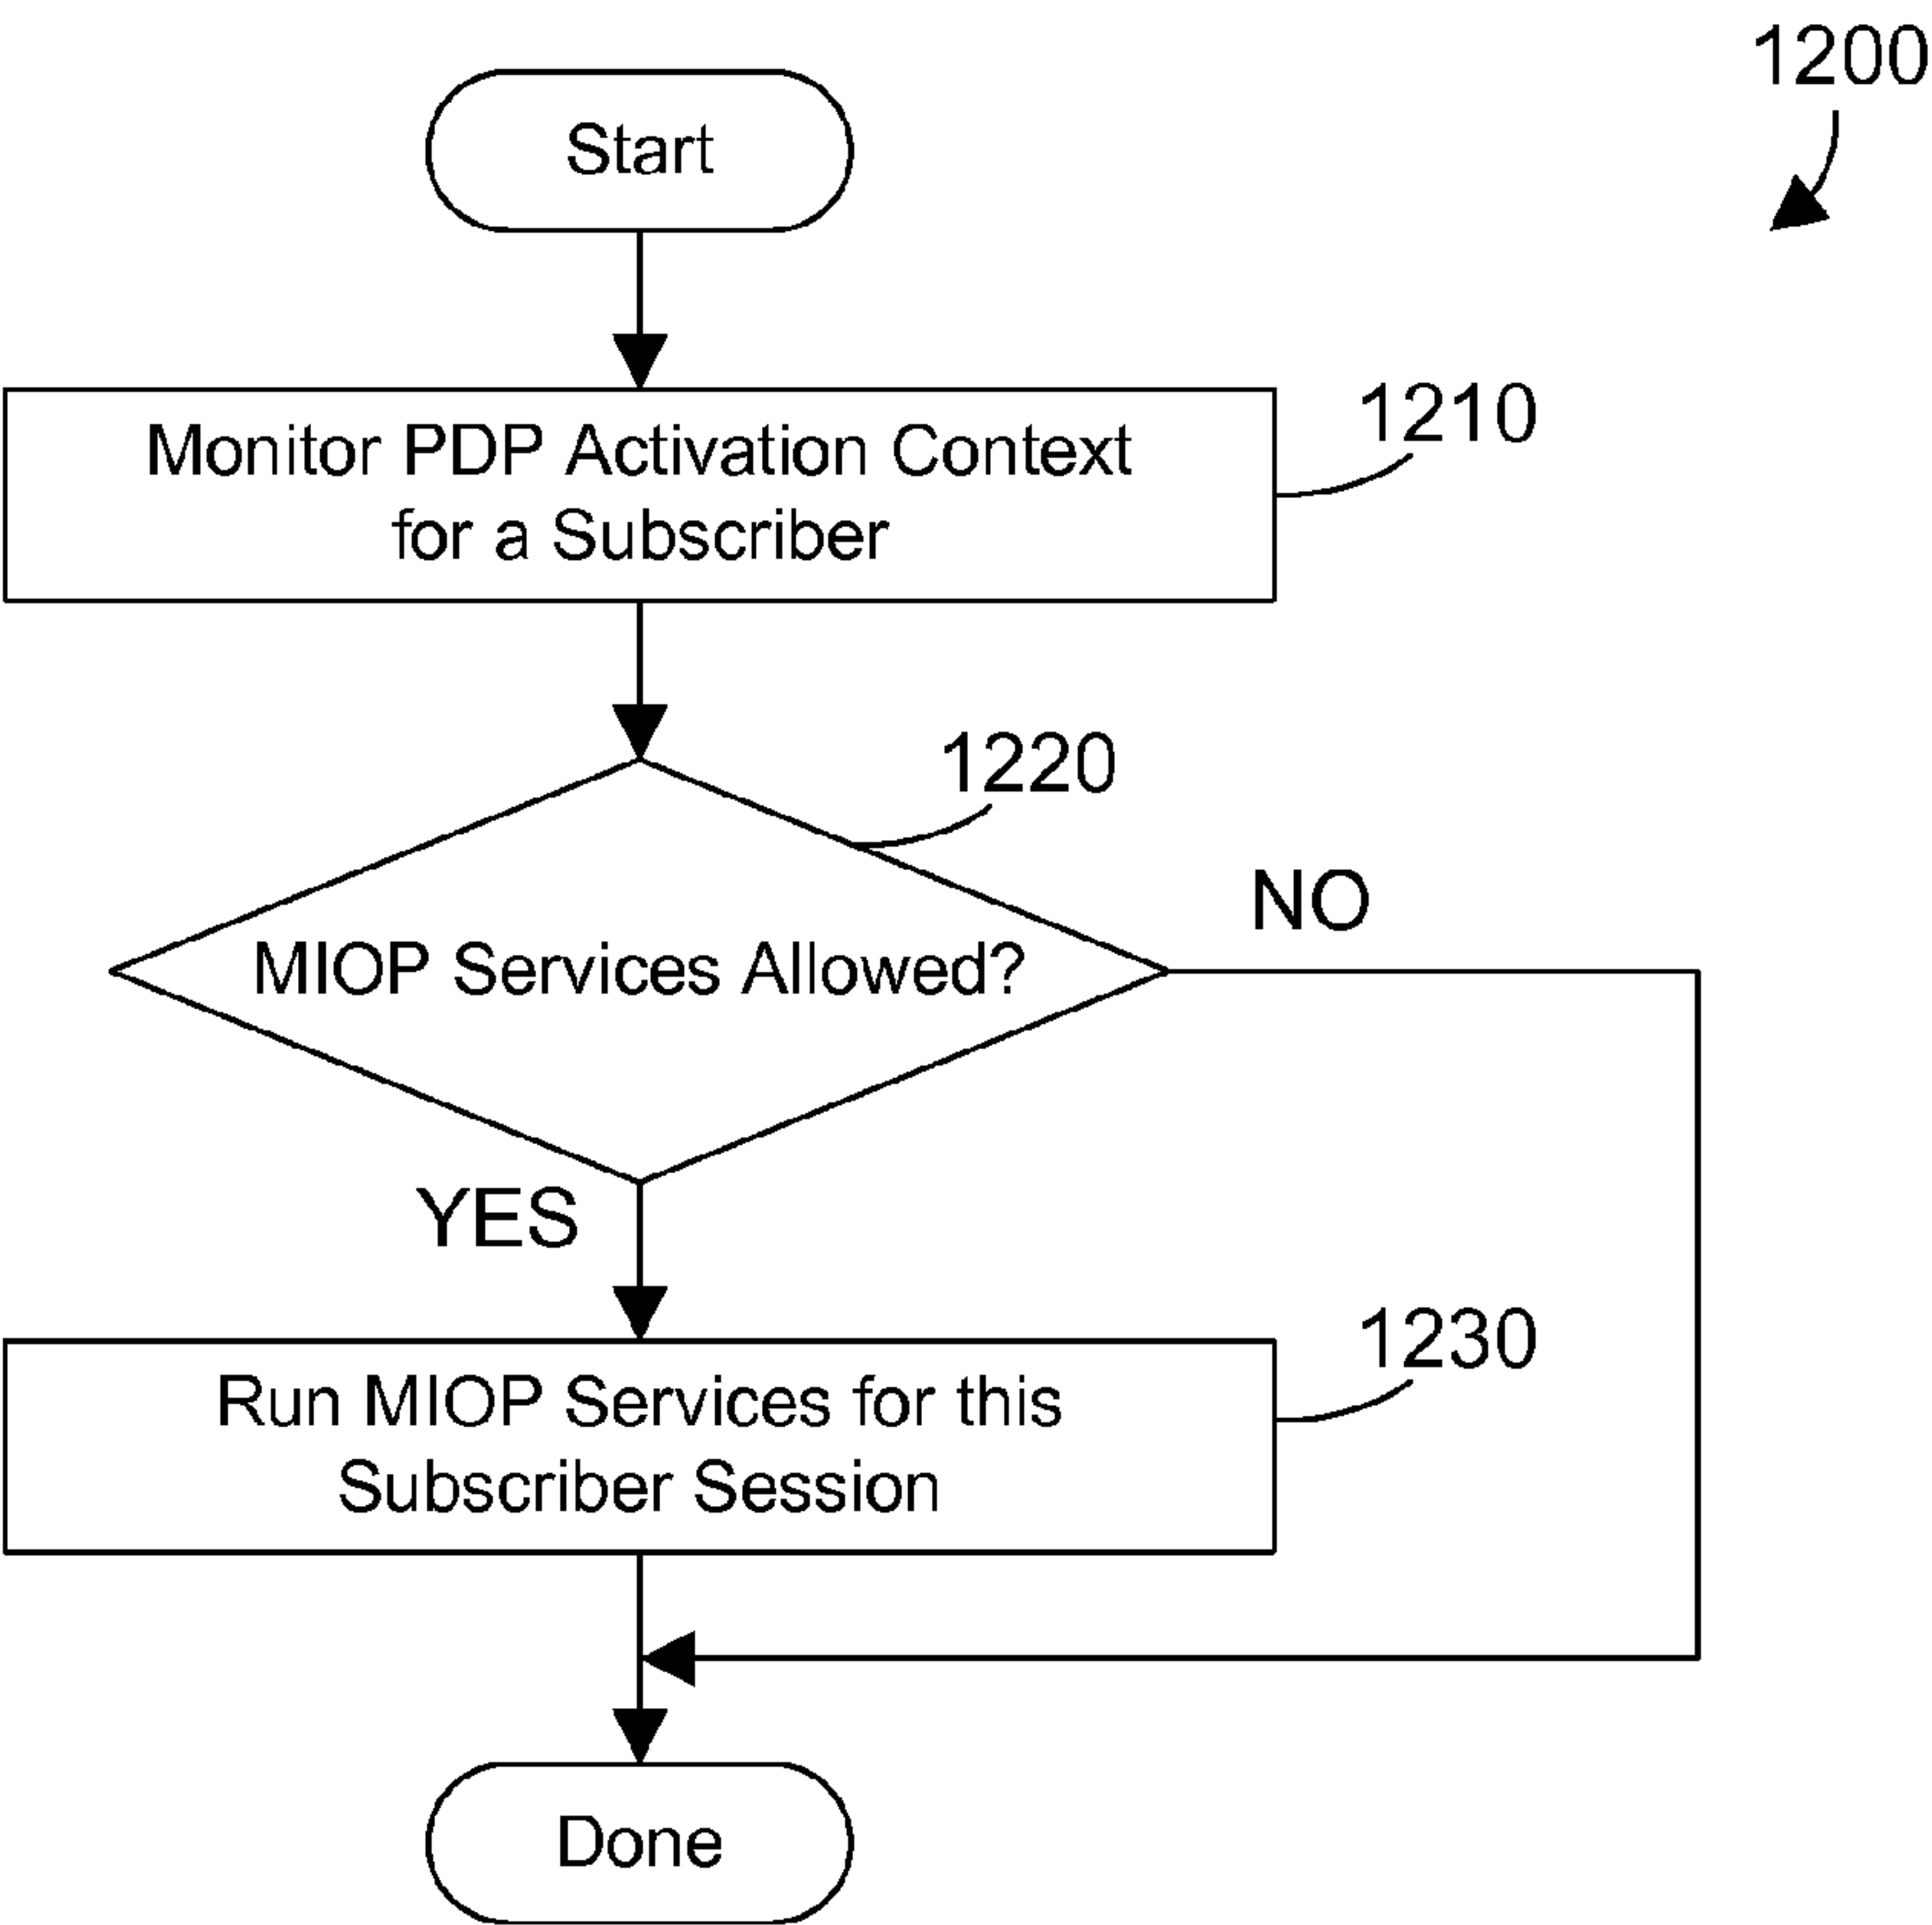 1200
Start
Monitor PDP Activation Context
for a Subscriber
1210
1220
MIOP Services Allowed?
NO
YES
Run MIOP Services for this
Subscriber Session
1230
Done